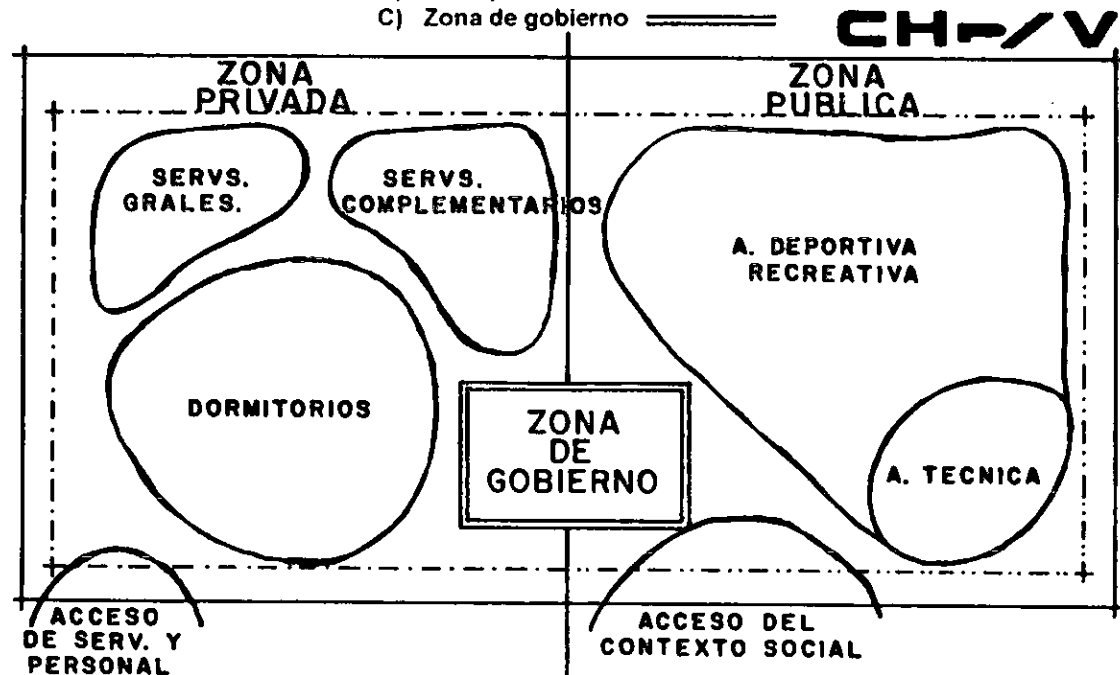 C) Zona de gobierno
ZONA
PRIVADA
ZONA
PUBLICA
SERVS.
GRALES.
SERVS.
COMPLEMENTARIOS
A. DEPORTIVA
RECREATIVA
DORMITORIOS
ZONA
DE
GOBIERNO
A. TECNICA
ACCESO
DE SERV. Y
PERSONAL
ACCESO DEL
CONTEXTO SOCIAL